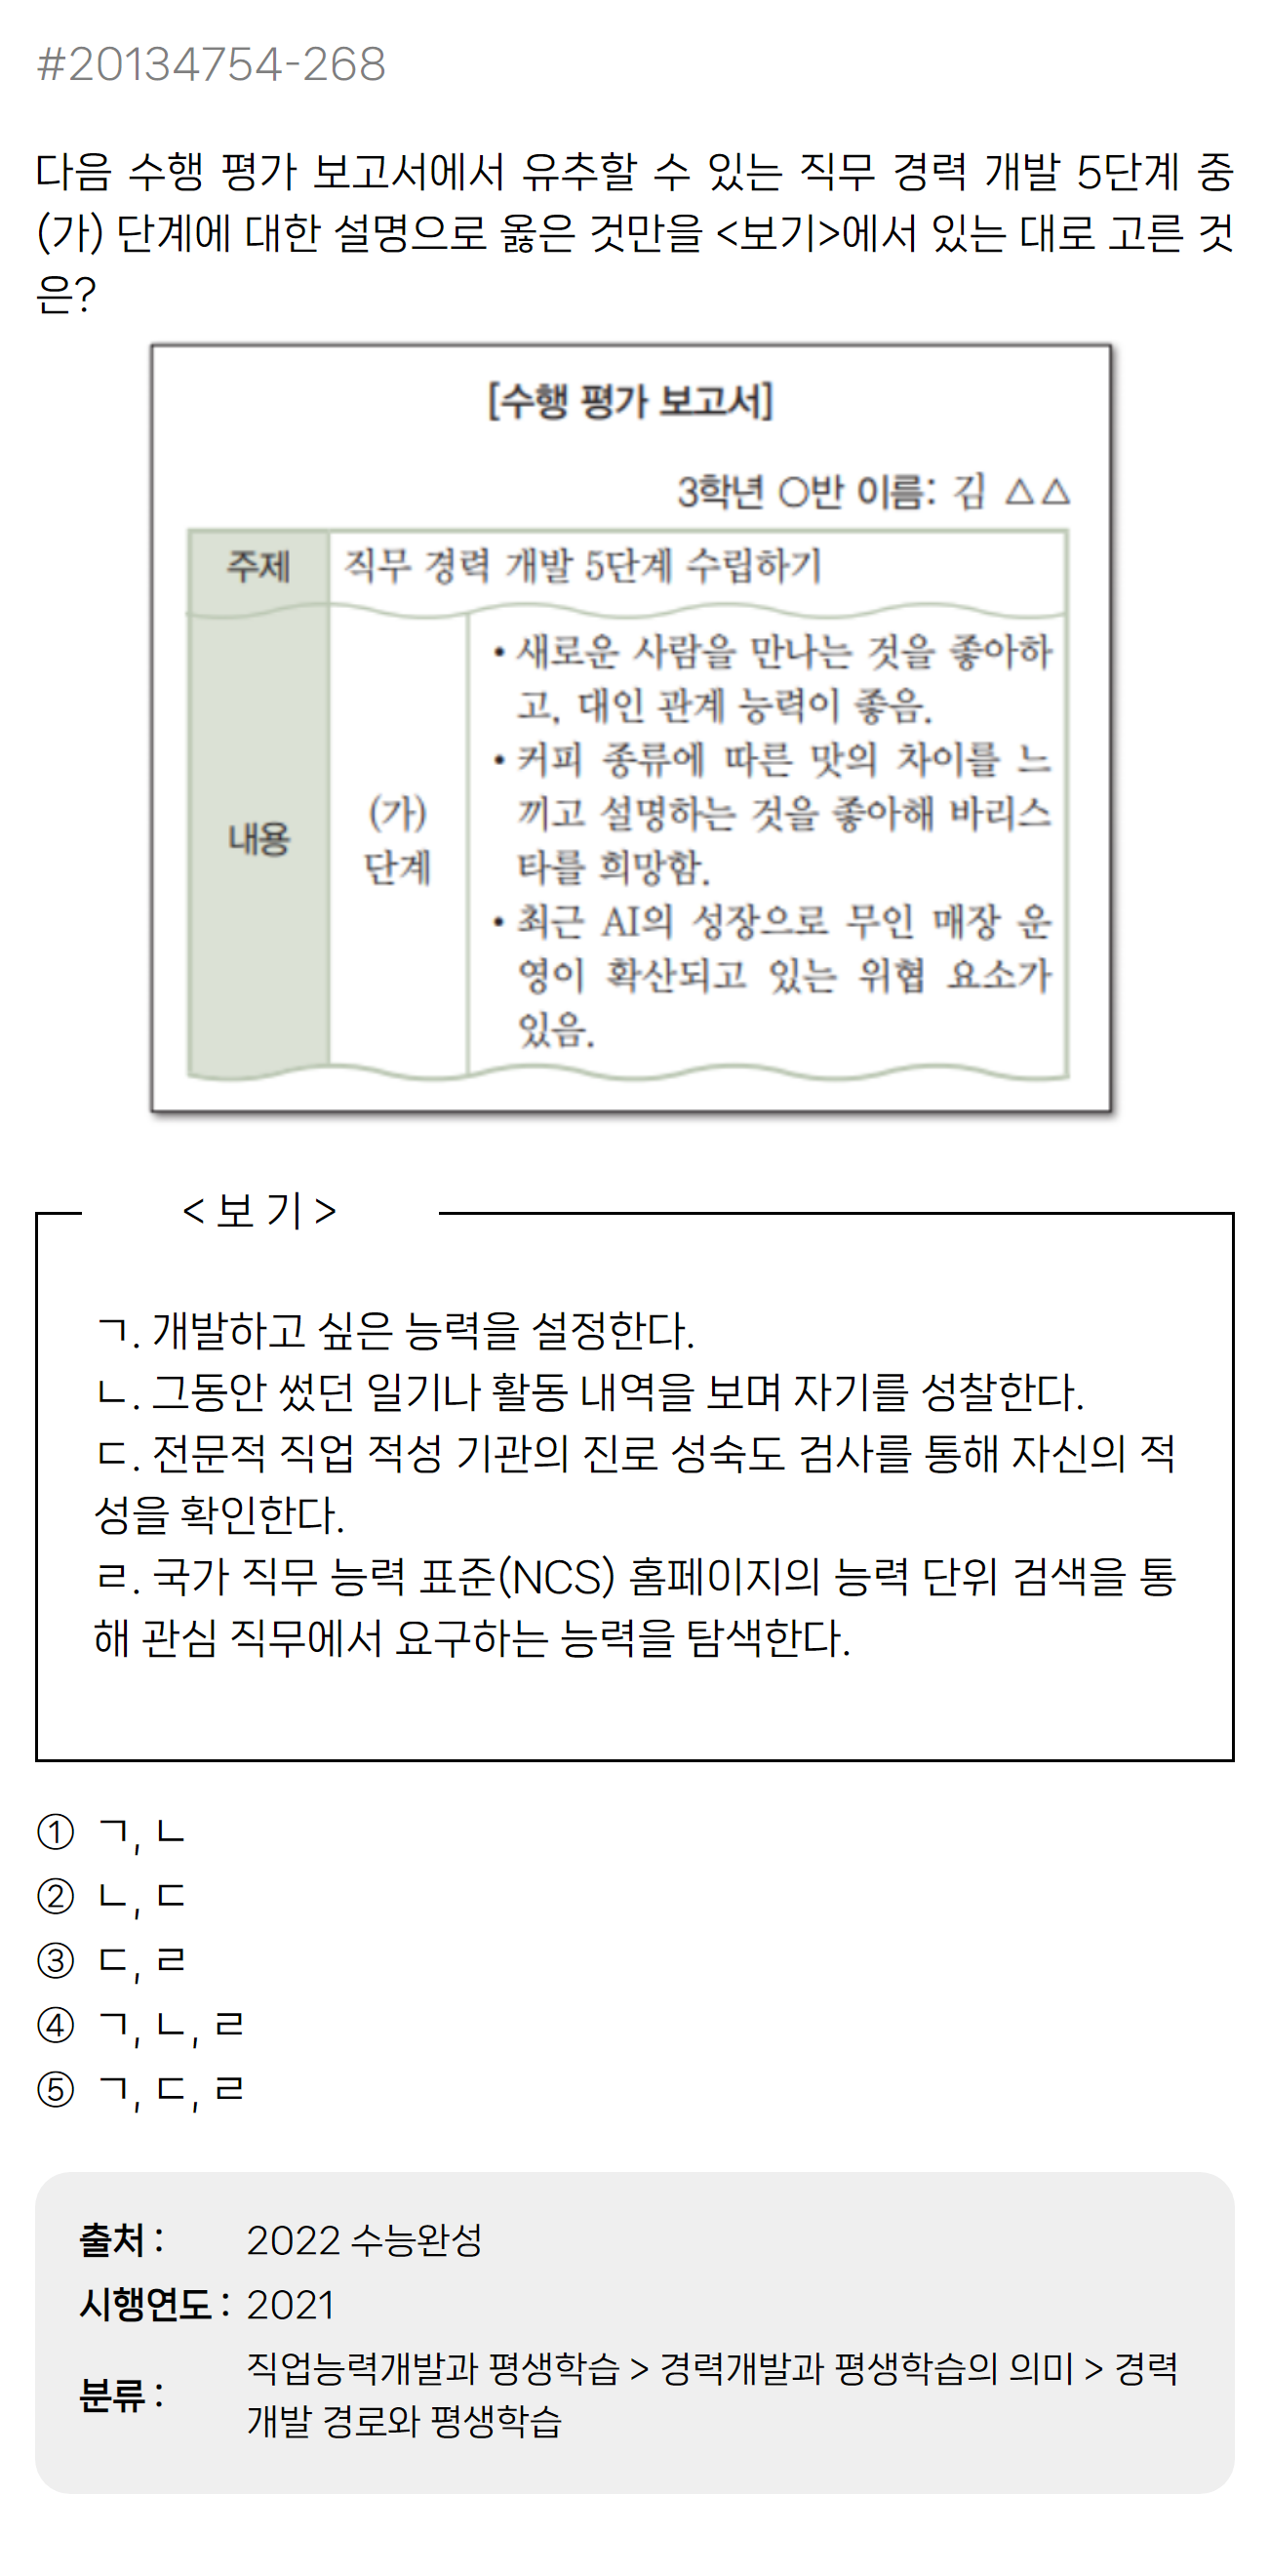 #20134754-268
다음 수행 평가 보고서에서 유추할 수 있는 직무 경력 개발 5단계 중
(가) 단계에 대한 설명으로 옳은 것만을 <보기>에서 있는 대로 고른 것
은?
[수행 평가 보고서]
3학년 ○반 이름: 김 △△
주제 직무 경력 개발 5단계 수립하기
내용
(가)
단계
• 새로운 사람을 만나는 것을 좋아하
고, 대인 관계 능력이 좋음.
• 커피 종류에 따른 맛의 차이를 느
끼고 설명하는 것을 좋아해 바리스
타를 희망함.
• 최근 AI의 성장으로 무인 매장 운
영이 확산되고 있는 위협 요소가
있음.
< 보 기 >
ㄱ. 개발하고 싶은 능력을 설정한다.
ㄴ. 그동안 썼던 일기나 활동 내역을 보며 자기를 성찰한다.
ㄷ. 전문적 직업 적성 기관의 진로 성숙도 검사를 통해 자신의 적
성을 확인한다.
ㄹ. 국가 직무 능력 표준(NCS) 홈페이지의 능력 단위 검색을 통
해 관심 직무에서 요구하는 능력을 탐색한다.
① ㄱ, ㄴ
② ㄴ, ㄷ
③ ㄷ, ㄹ
④ ㄱ, ㄴ, ㄹ
⑤ ㄱ, ㄷ, ㄹ
출처 : 2022 수능완성
시행연도 : 2021
분류 : 직업능력개발과 평생학습 > 경력개발과 평생학습의 의미 > 경력
개발 경로와 평생학습